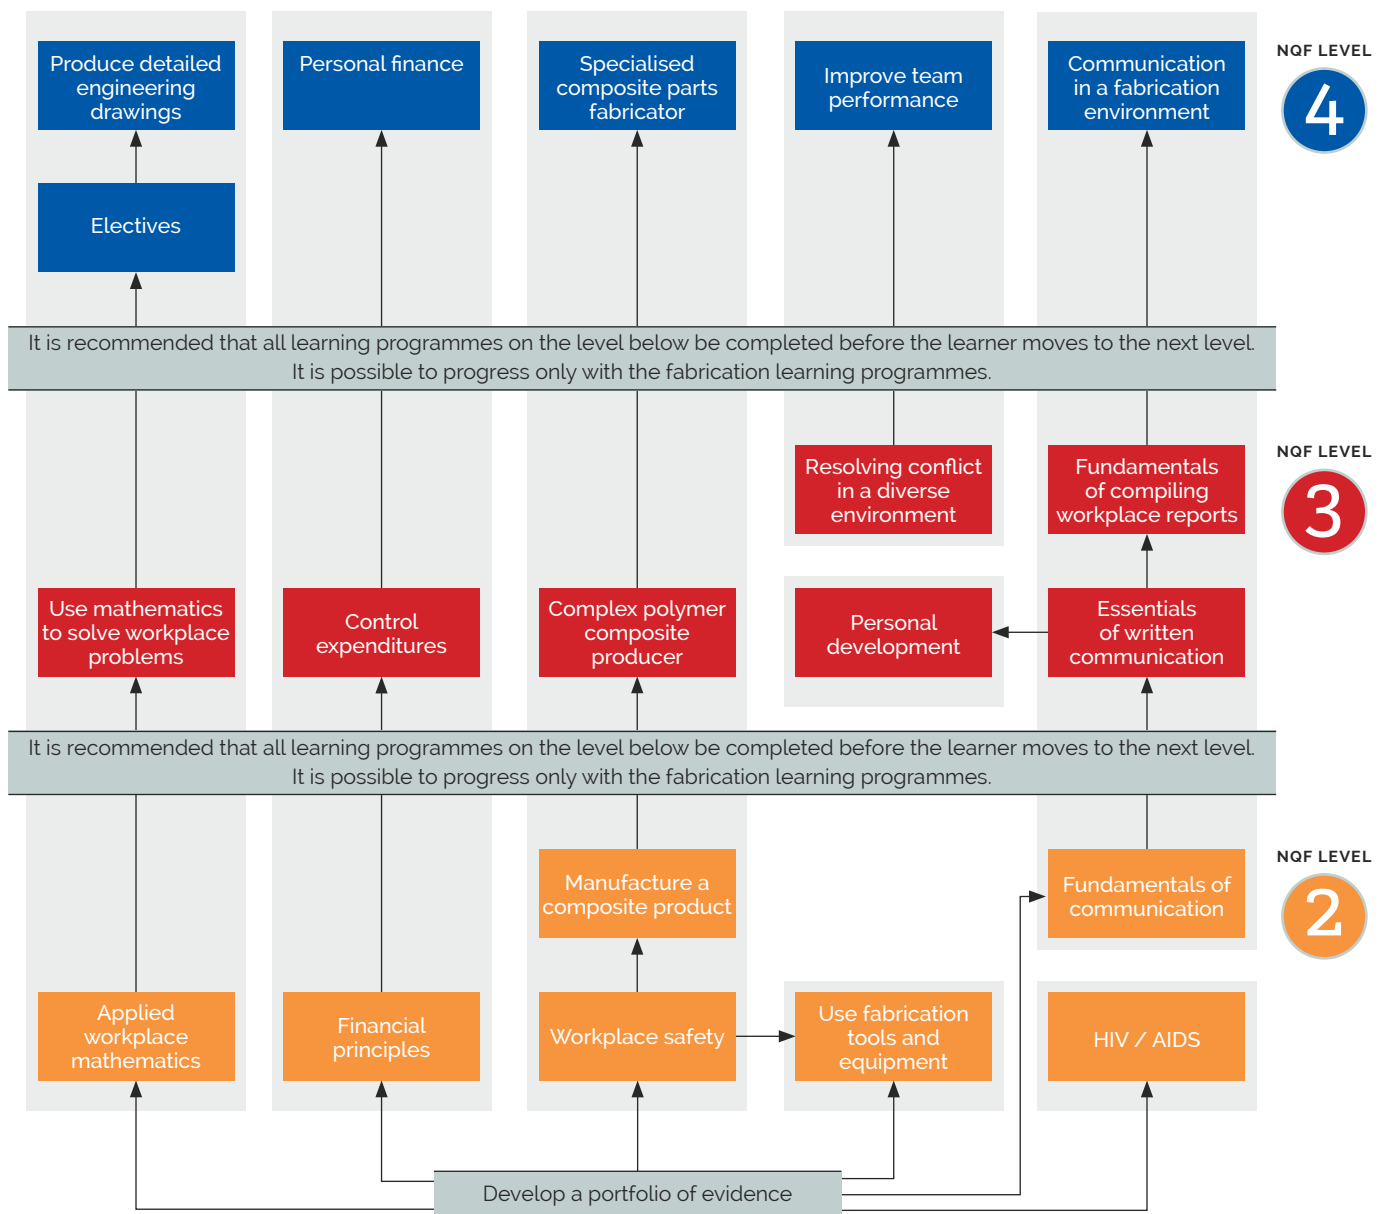 Produce detailed
engineering
drawings
Personal finance
Specialised
composite parts
fabricator
Improve team
performance
Communication
in a fabrication
environment
NQF LEVEL
4
Electives
It is recommended that all learning programmes on the level below be completed before the learner moves to the next level.
It is possible to progress only with the fabrication learning programmes.
Resolving conflict
in a diverse
environment
Fundamentals
of compiling
workplace reports
NQF LEVEL
3
Use mathematics
to solve workplace
problems
Control
expenditures
Complex polymer
composite
producer
Personal
development
Essentials
of written
communication
It is recommended that all learning programmes on the level below be completed before the learner moves to the next level.
It is possible to progress only with the fabrication learning programmes.
Manufacture a
composite product
Fundamentals of
communication
NQF LEVEL
2
Applied
workplace
mathematics
Financial
principles
Workplace safety
Use fabrication
tools and
equipment
HIV / AIDS
Develop a portfolio of evidence